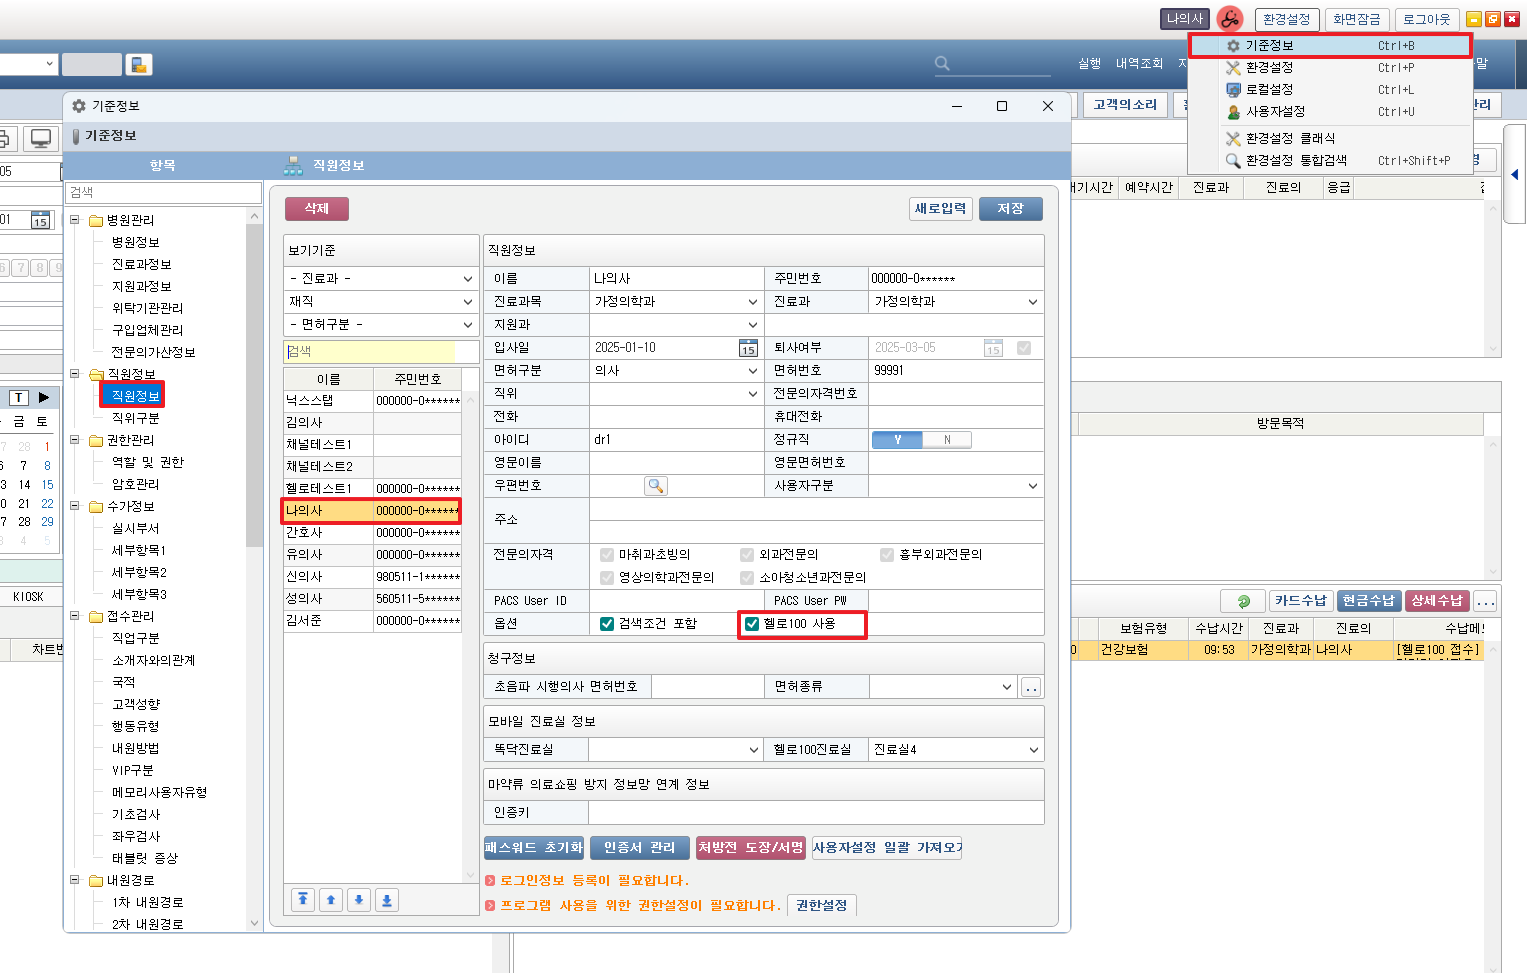 나의사 환경설정 화면잠금 로그아웃
기준정보 Ctrl+B
환경설정 Ctrl+P
로컬설정 Ctrl+L
사용자설정 Ctrl+U
환경설정 클래식
환경설정 통합검색 Ctrl+Shift+P
실행 내역조회
고객의소리
기준정보
기준정보
항목 직원정보
검색
병원관리
병원정보
진료과정보
지원과정보
위탁기관관리
구입업체관리
전문의가산정보
직원정보
직원정보
직위구분
권한관리
역할 및 권한
암호관리
수가정보
실시부서
세부항목1
세부항목2
세부항목3
접수관리
직업구분
소개자와의관계
국적
고객성향
행동유형
내원방법
VIP구분
메모리사용자유형
기초검사
좌우검사
태블릿 증상
내원경로
1차 내원경로
2차 내원경로
삭제 새로입력 저장
보기기준
- 진료과 -
재직
- 면허구분 -
검색
이름 주민번호
닉스스탭 000000-0******
김의사
채널테스트1
채널테스트2
헬로테스트1 000000-0******
나의사 000000-0******
간호사 000000-0******
유의사 000000-0******
신의사 980511-1******
성의사 560511-5******
김서준 000000-0******
직원정보
이름 나의사 주민번호 000000-0******
진료과목 가정의학과 진료과 가정의학과
지원과
입사일 2025-01-10 15 퇴사여부 2025-03-05 15
면허구분 의사 면허번호 99991
직위 전문의자격번호
전화 휴대전화
아이디 dr1 정규직 Y N
영문이름 영문면허번호
우편번호 사용자구분
주소
전문의자격 마취과초빙의 외과전문의 흉부외과전문의
영상의학과전문의 소아청소년과전문의
PACS User ID PACS User PW
옵션 검색조건 포함 헬로100 사용
청구정보
초음파 시행의사 면허번호 면허종류 ..
모바일 진료실 정보
똑닥진료실 헬로100진료실 진료실4
마약류 의료쇼핑 방지 정보망 연계 정보
인증키
패스워드 초기화 인증서 관리 처방전 도장/서명 사용자설정 일괄 가져오기
로그인정보 등록이 필요합니다.
프로그램 사용을 위한 권한설정이 필요합니다. 권한설정
15
T
금 토
28 1
7 8
14 15
21 22
28 29
4 5
KIOSK
예약시간 진료과 진료의 응급
방문목적
카드수납 현금수납 상세수납 ...
보험유형 수납시간 진료과 진료의 수납메모
건강보험 09:53 가정의학과 나의사 [헬로100 접수]